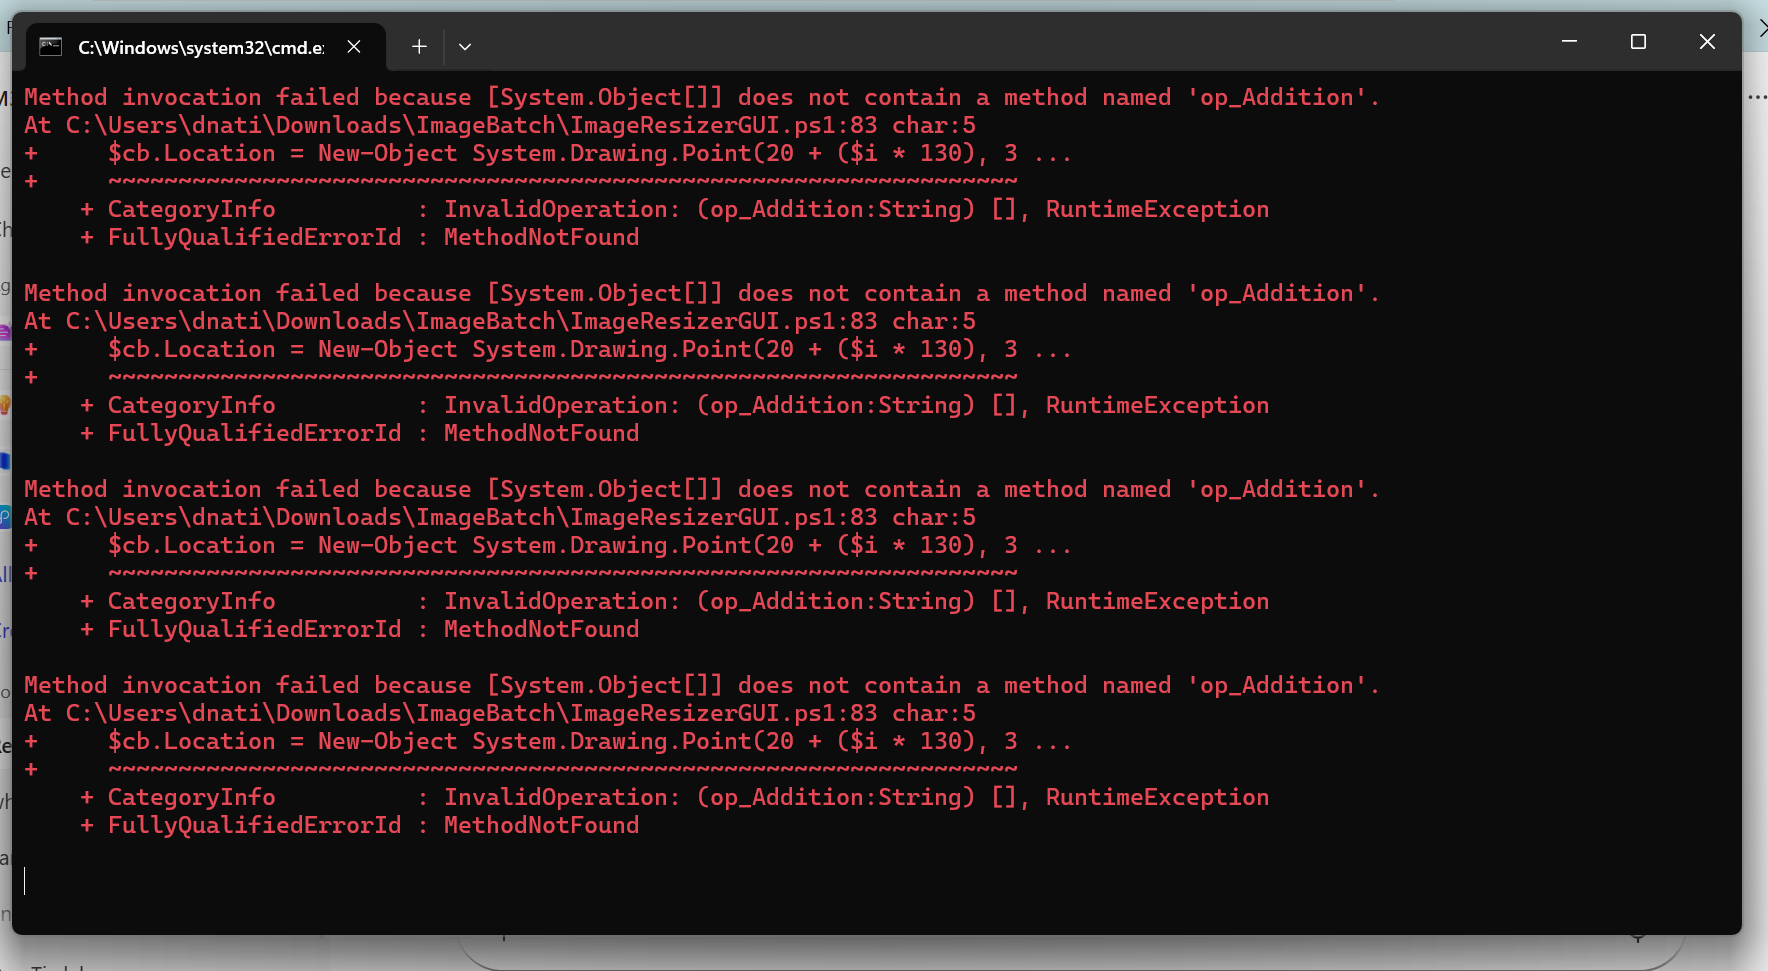 C:\Windows\system32\cmd.e
Method invocation failed because [System.Object[]] does not contain a method named 'op_Addition'.
At C:\Users\dnati\Downloads\ImageBatch\ImageResizerGUI.ps1:83 char:5
+     $cb.Location = New-Object System.Drawing.Point(20 + ($i * 130), 3 ...
+     ~~~~~~~~~~~~~~~~~~~~~~~~~~~~~~~~~~~~~~~~~~~~~~~~~~~~~~~~~~~~~~~~~
    + CategoryInfo          : InvalidOperation: (op_Addition:String) [], RuntimeException
    + FullyQualifiedErrorId : MethodNotFound
Method invocation failed because [System.Object[]] does not contain a method named 'op_Addition'.
At C:\Users\dnati\Downloads\ImageBatch\ImageResizerGUI.ps1:83 char:5
+     $cb.Location = New-Object System.Drawing.Point(20 + ($i * 130), 3 ...
+     ~~~~~~~~~~~~~~~~~~~~~~~~~~~~~~~~~~~~~~~~~~~~~~~~~~~~~~~~~~~~~~~~~
    + CategoryInfo          : InvalidOperation: (op_Addition:String) [], RuntimeException
    + FullyQualifiedErrorId : MethodNotFound
Method invocation failed because [System.Object[]] does not contain a method named 'op_Addition'.
At C:\Users\dnati\Downloads\ImageBatch\ImageResizerGUI.ps1:83 char:5
+     $cb.Location = New-Object System.Drawing.Point(20 + ($i * 130), 3 ...
+     ~~~~~~~~~~~~~~~~~~~~~~~~~~~~~~~~~~~~~~~~~~~~~~~~~~~~~~~~~~~~~~~~~
    + CategoryInfo          : InvalidOperation: (op_Addition:String) [], RuntimeException
    + FullyQualifiedErrorId : MethodNotFound
Method invocation failed because [System.Object[]] does not contain a method named 'op_Addition'.
At C:\Users\dnati\Downloads\ImageBatch\ImageResizerGUI.ps1:83 char:5
+     $cb.Location = New-Object System.Drawing.Point(20 + ($i * 130), 3 ...
+     ~~~~~~~~~~~~~~~~~~~~~~~~~~~~~~~~~~~~~~~~~~~~~~~~~~~~~~~~~~~~~~~~~
    + CategoryInfo          : InvalidOperation: (op_Addition:String) [], RuntimeException
    + FullyQualifiedErrorId : MethodNotFound